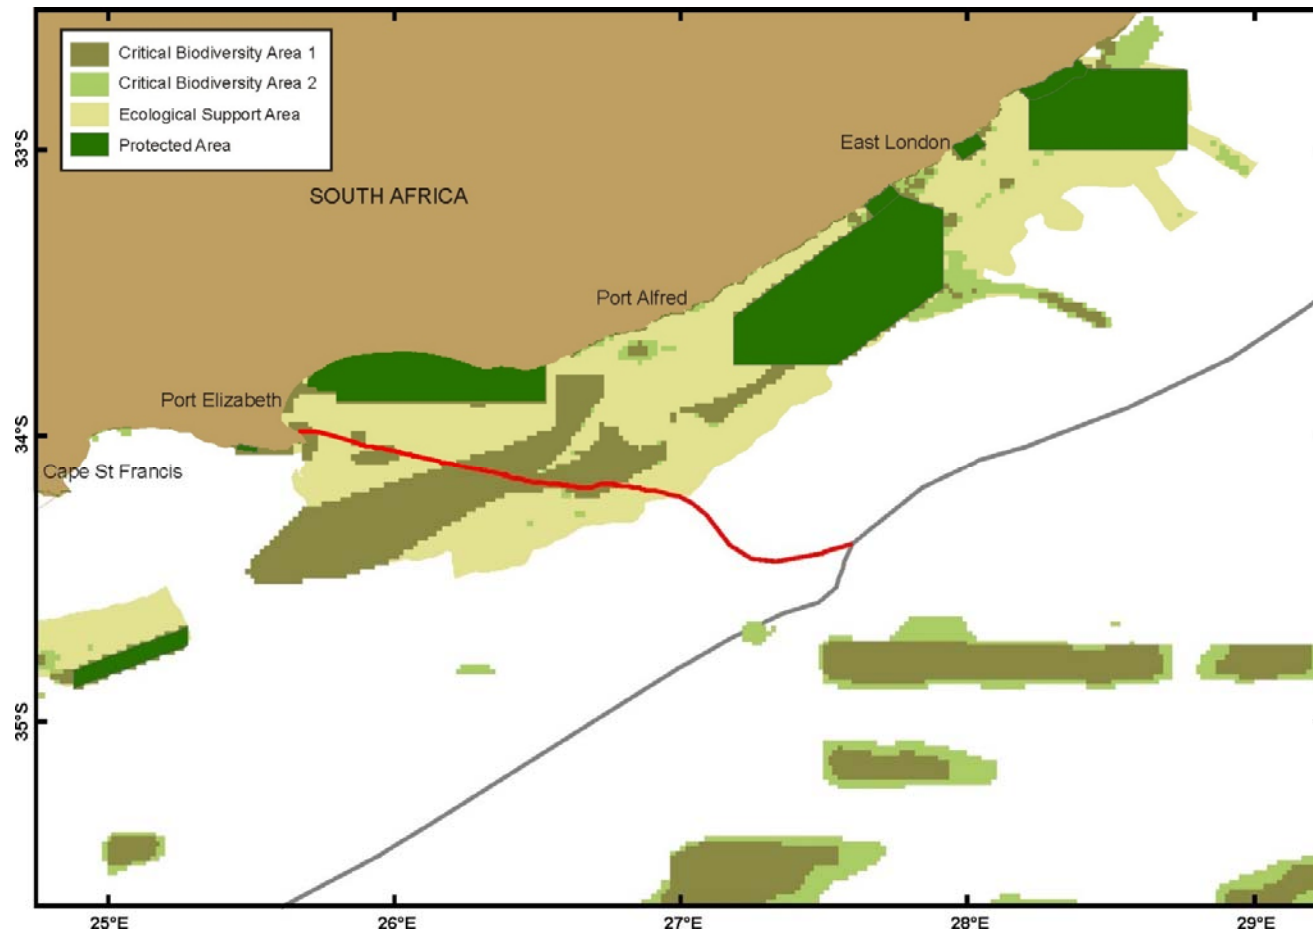 Critical Biodiversity Area 1
Critical Biodiversity Area 2
Ecological Support Area
Protected Area
33°S
East London
SOUTH AFRICA
Port Alfred
Port Elizabeth
34°S
Cape St Francis
35°S
25°E
26°E
27°E
28°E
29°E